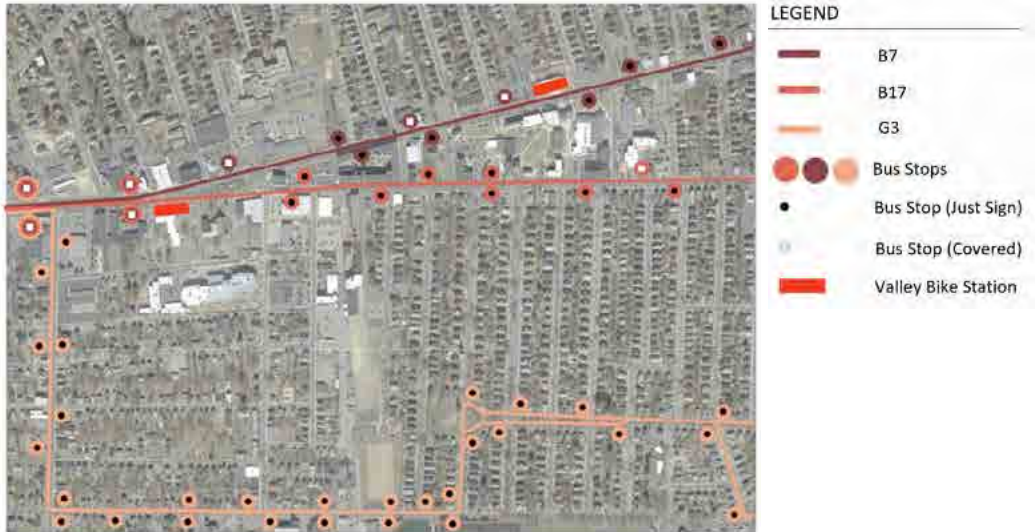 LEGEND
B7
B17
G3
Bus Stops
Bus Stop (Just Sign)
Bus Stop (Covered)
Valley Bike Station